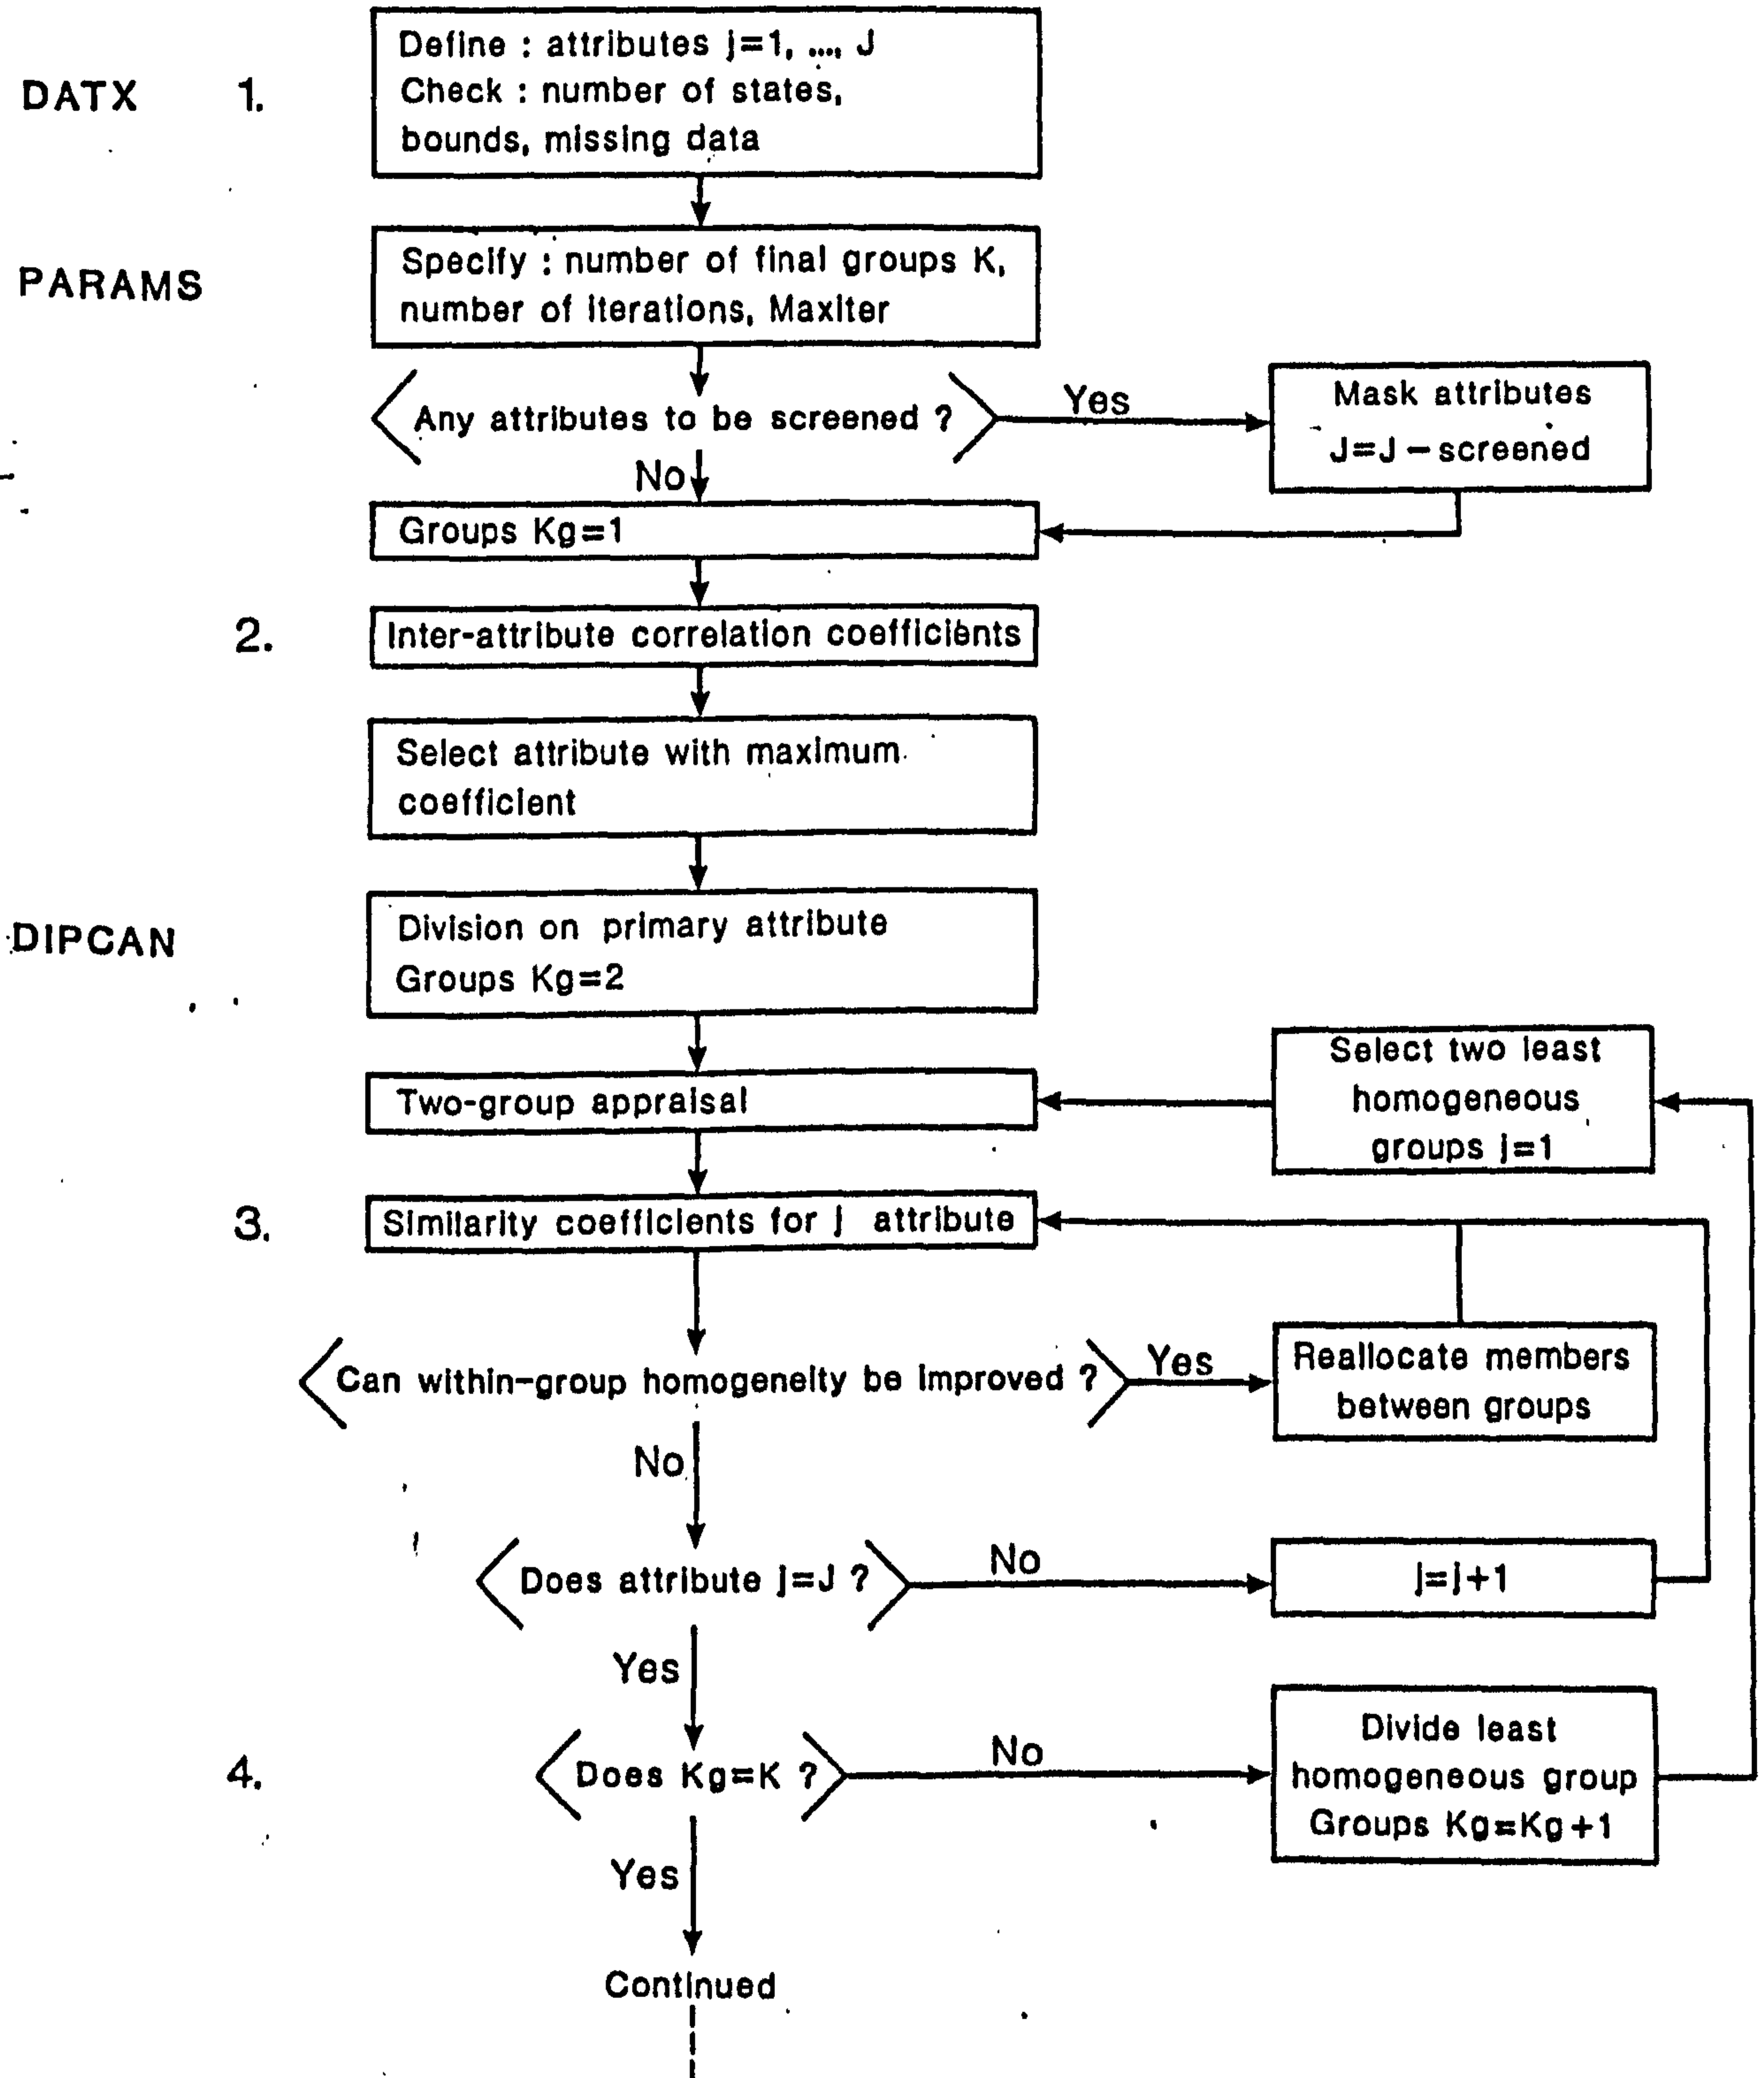 DATX 1.
Define : attributes j=1, ..., J
Check : number of states,
bounds, missing data
PARAMS
Specify : number of final groups K,
number of iterations, MaxIter
Any attributes to be screened ?
Yes
Mask attributes
J=J-screened
No
Groups Kg=1
2.
Inter-attribute correlation coefficients
Select attribute with maximum
coefficient
DIPCAN
Division on primary attribute
Groups Kg=2
Two-group appraisal
Select two least
homogeneous
groups j=1
3.
Similarity coefficients for j attribute
Can within-group homogeneity be improved ?
Yes
Reallocate members
between groups
No
Does attribute j=J ?
No
j=j+1
Yes
4.
Does Kg=K ?
No
Divide least
homogeneous group
Groups Kg=Kg+1
Yes
Continued